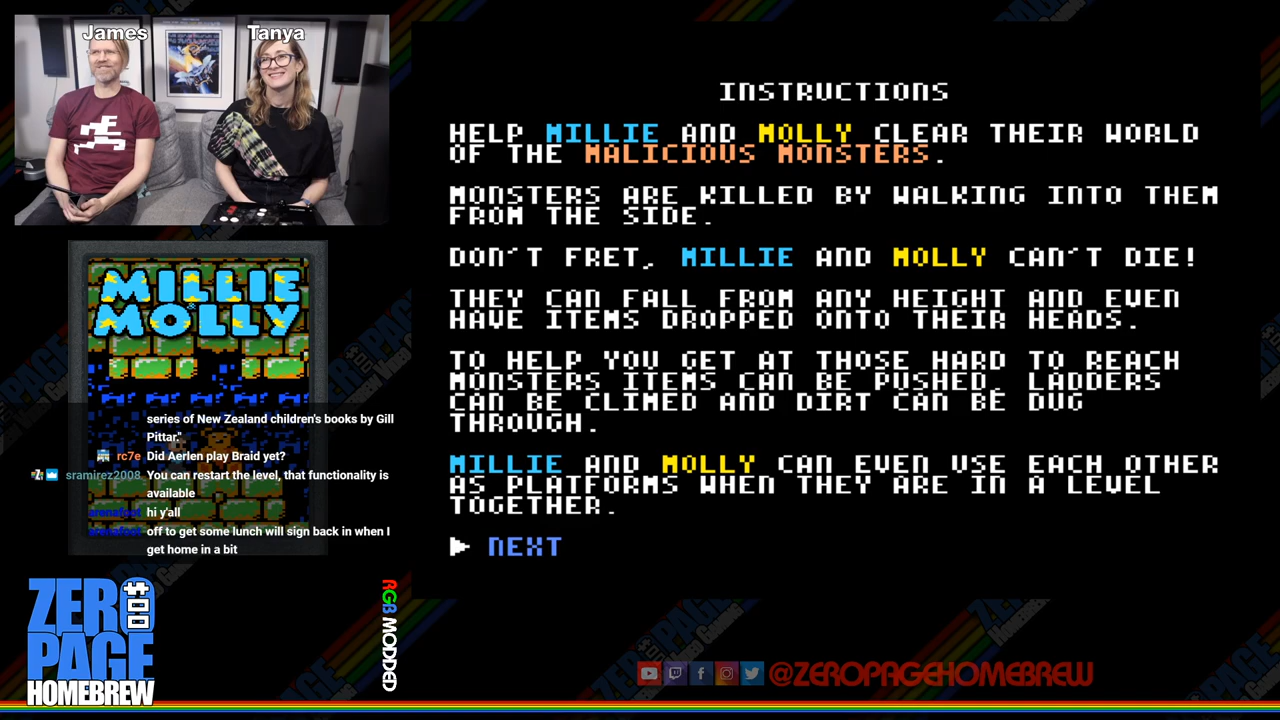 James
Tanya
INSTRUCTIONS
HELP MILLIE AND MOLLY CLEAR THEIR WORLD
OF THE MALICIOUS MONSTERS.
MONSTERS ARE KILLED BY WALKING INTO THEM
FROM THE SIDE.
DON'T FRET, MILLIE AND MOLLY CAN'T DIE!
THEY CAN FALL FROM ANY HEIGHT AND EVEN
HAVE ITEMS DROPPED ONTO THEIR HEADS.
TO HELP YOU GET AT THOSE HARD TO REACH
MONSTERS ITEMS CAN BE PUSHED, LADDERS
CAN BE CLIMED AND DIRT CAN BE DUG
THROUGH.
MILLIE AND MOLLY CAN EVEN USE EACH OTHER
AS PLATFORMS WHEN THEY ARE IN A LEVEL
TOGETHER.
NEXT
MILLIE
MOLLY
series of New Zealand children's books by Gill
Pittar."
rc7e Did Aerlen play Braid yet?
sramirez2008 You can restart the level, that functionality is
available
arenafoot hi y'all
arenafoot off to get some lunch will sign back in when I
get home in a bit
ZERO
$00
PAGE
HOMEBREW
RGB MODDED
@ZEROPAGEHOMEBREW